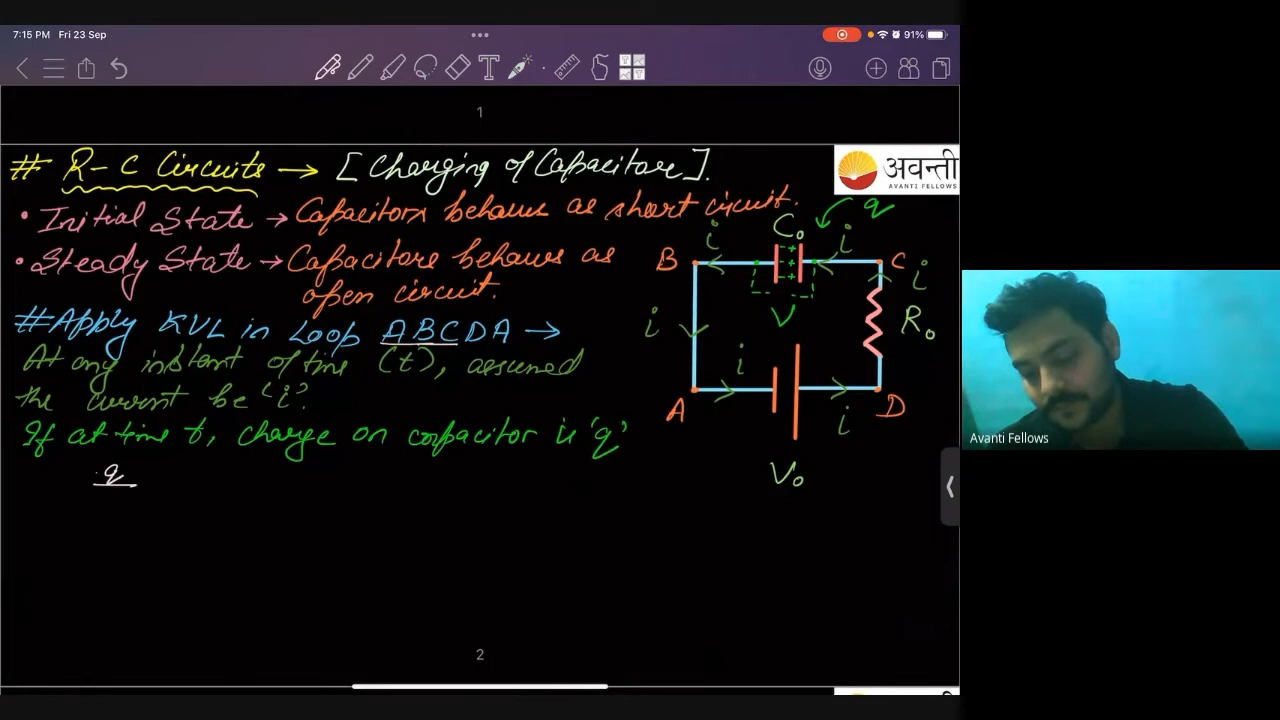 7:15 PM Fri 23 Sep
91%
1
# R-C Circuits → [Charging of Capacitor].
अवन्ती
AVANTI FELLOWS
• Initial State → Capacitors behaves as short circuit.
• Steady State → Capacitor behaves as
open circuit.
# Apply KVL in Loop ABCDA →
At any instant of time (t), assumed
the current be 'i'.
If at time t, charge on capacitor is 'q'
q
C₀
q
i
i
B
C
i
V
i
R₀
i
A
D
i
V₀
Avanti Fellows
2